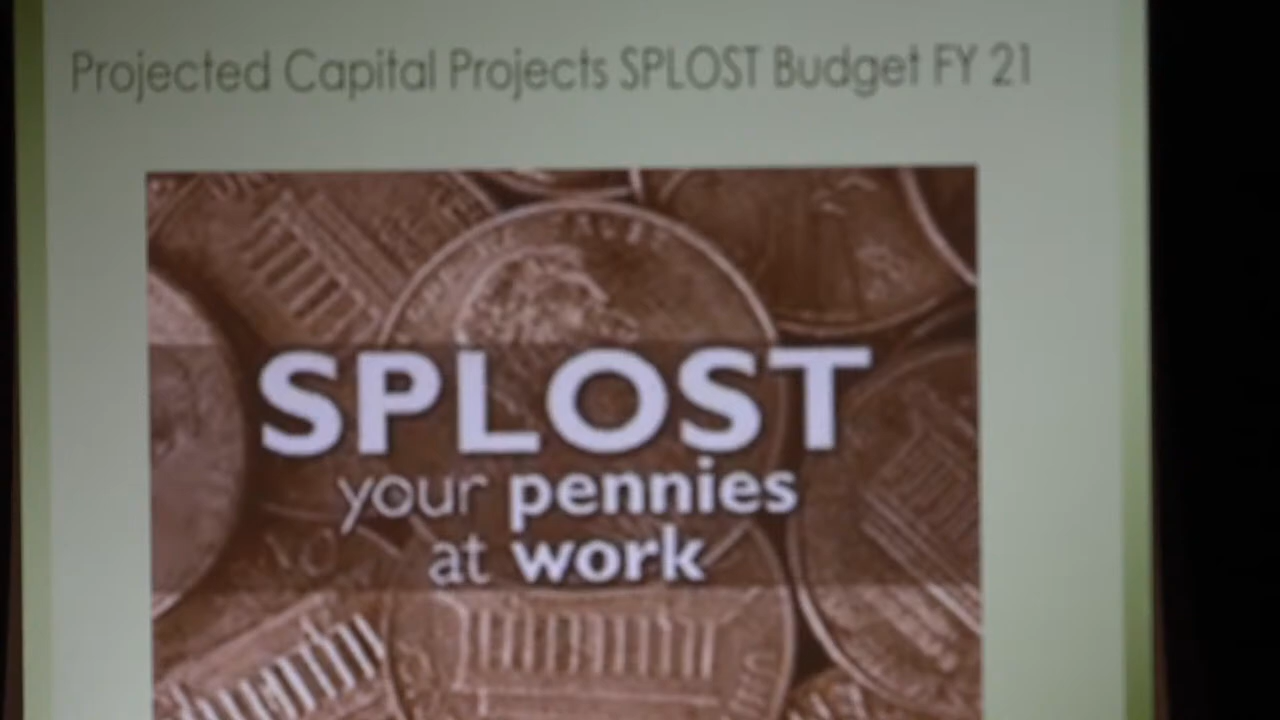 Projected Capital Projects SPLOST Budget FY 21
SPLOST
your pennies
at work